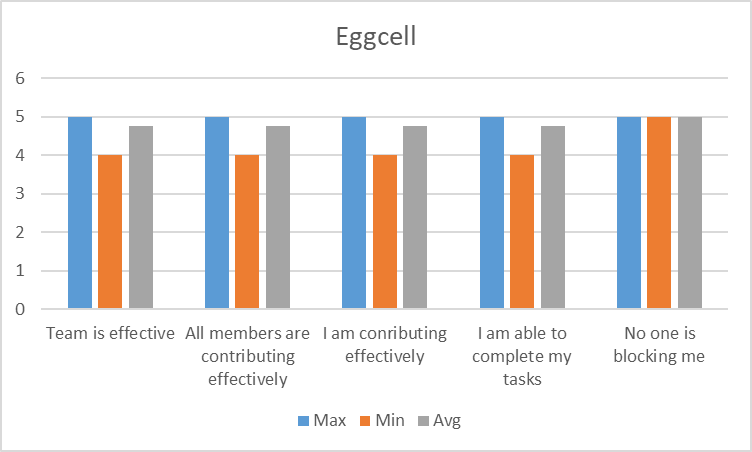 Eggcell
6
5
4
3
2
1
0
Team is effective
All members are
contributing
effectively
I am conributing
effectively
I am able to
complete my
tasks
No one is
blocking me
Max Min Avg